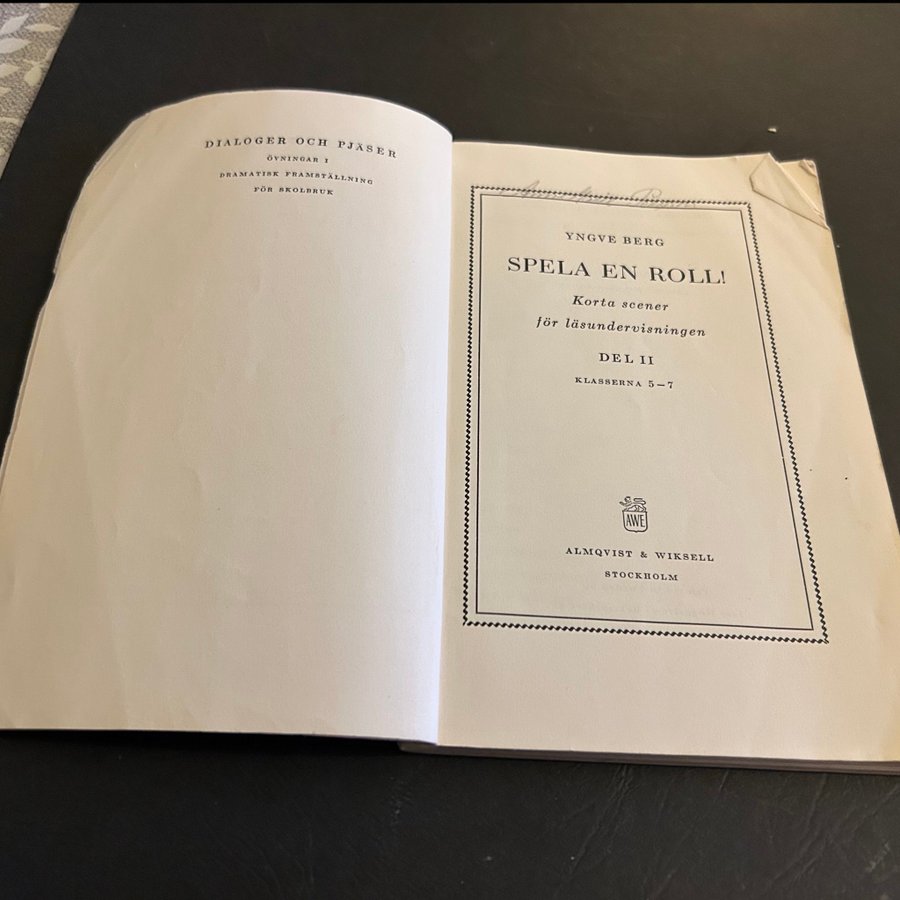 DIALOGER OCH PJÄSER
ÖVNINGAR I
DRAMATISK FRAMSTÄLLNING
FÖR SKOLBRUK
YNGVE BERG
SPELA EN ROLL!
Korta scener
för läsundervisningen
DEL II
KLASSERNA 5–7
AWE
ALMQVIST & WIKSELL
STOCKHOLM